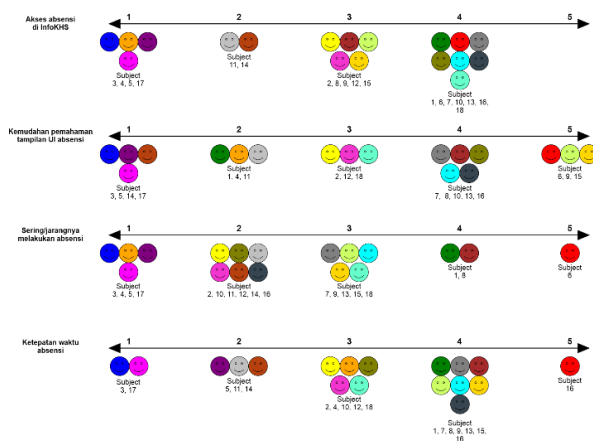 Akses absensi
di InfoKHS
1 2 3 4 5
Subject
3, 4, 5, 17
Subject
11, 14
Subject
2, 8, 9, 12, 15
Subject
1, 6, 7, 10, 13, 16,
18
Kemudahan pemahaman
tampilan UI absensi
1 2 3 4 5
Subject
3, 5, 14, 17
Subject
1. 4, 11
Subject
2, 12, 18
Subject
7, 8, 10, 13, 16
Subject
6, 9, 15
Sering/jarangnya
melakukan absensi
1 2 3 4 5
Subject
3, 4, 5, 17
Subject
2, 10, 11, 12, 14, 16
Subject
7, 9, 13, 15, 18
Subject
1, 8
Subject
6
Ketepatan waktu
absensi
1 2 3 4 5
Subject
3, 17
Subject
5, 11, 14
Subject
2, 4, 10, 12, 18
Subject
1, 7, 8, 9, 13, 15,
16
Subject
16